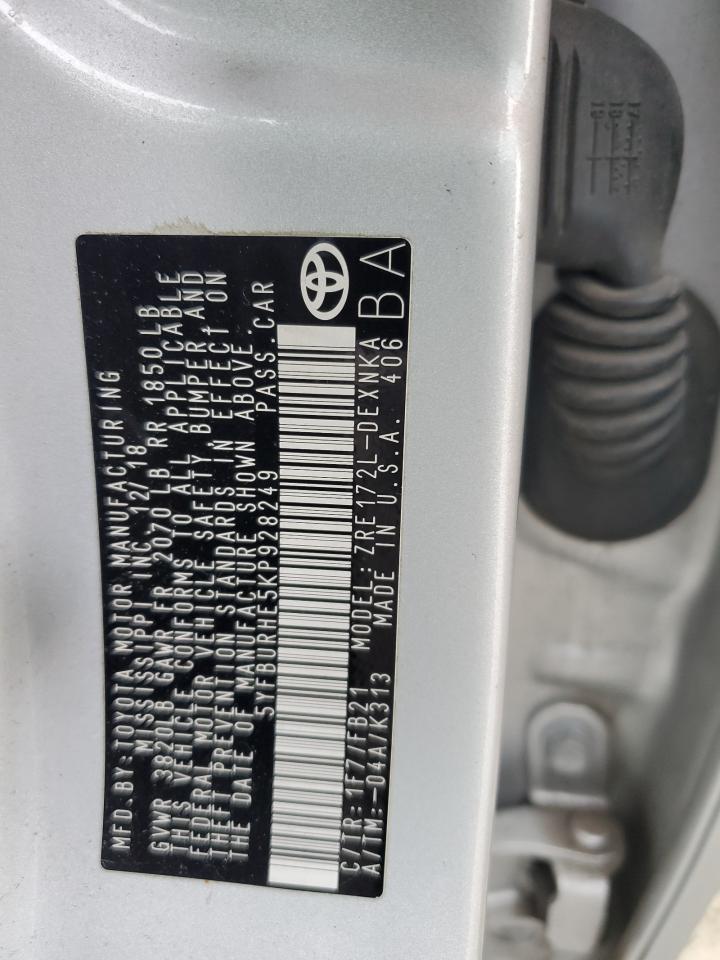 MFD.BY:TOYOTA MOTOR MANUFACTURING
MISSISSIPPI INC. 12/18
GVWR 3820LB GAWR FR 2070 LB RR 1850LB
THIS VEHICLE CONFORMS TO ALL APPLICABLE
FEDERAL MOTOR VEHICLE SAFETY, BUMPER, AND
THEFT PREVENTION STANDARDS IN EFFECT ON
THE DATE OF MANUFACTURE SHOWN ABOVE.
5YFBURHE5KP928249 PASS.CAR
C/TR:1F7/FB21 MODEL:ZRE172L-DEXNKA
A/TM:-04A/K313 MADE IN U.S.A. 406
BA